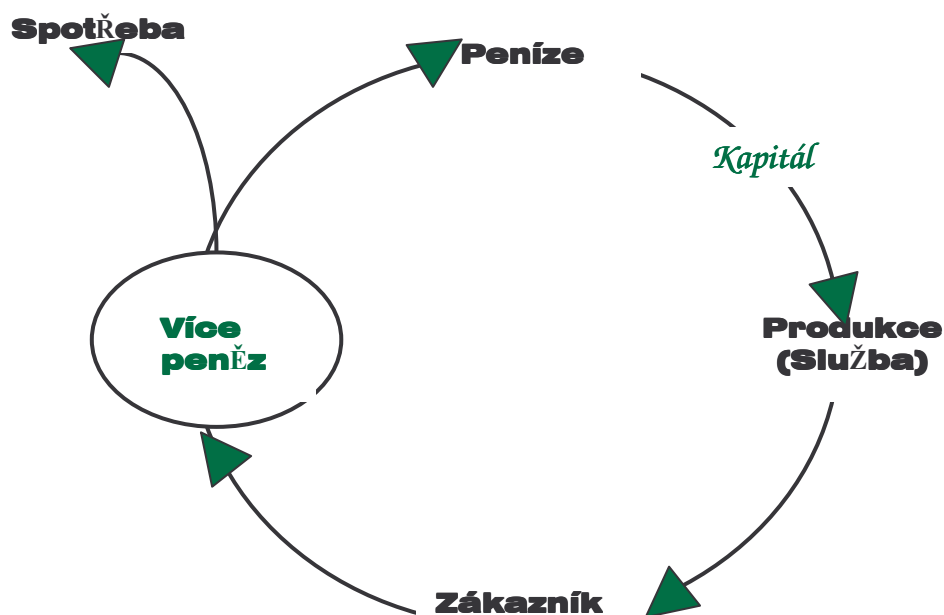 SpotŘeba
Peníze
Kapitál
Více
penĚz
Produkce
(SluŽba)
Zákazník